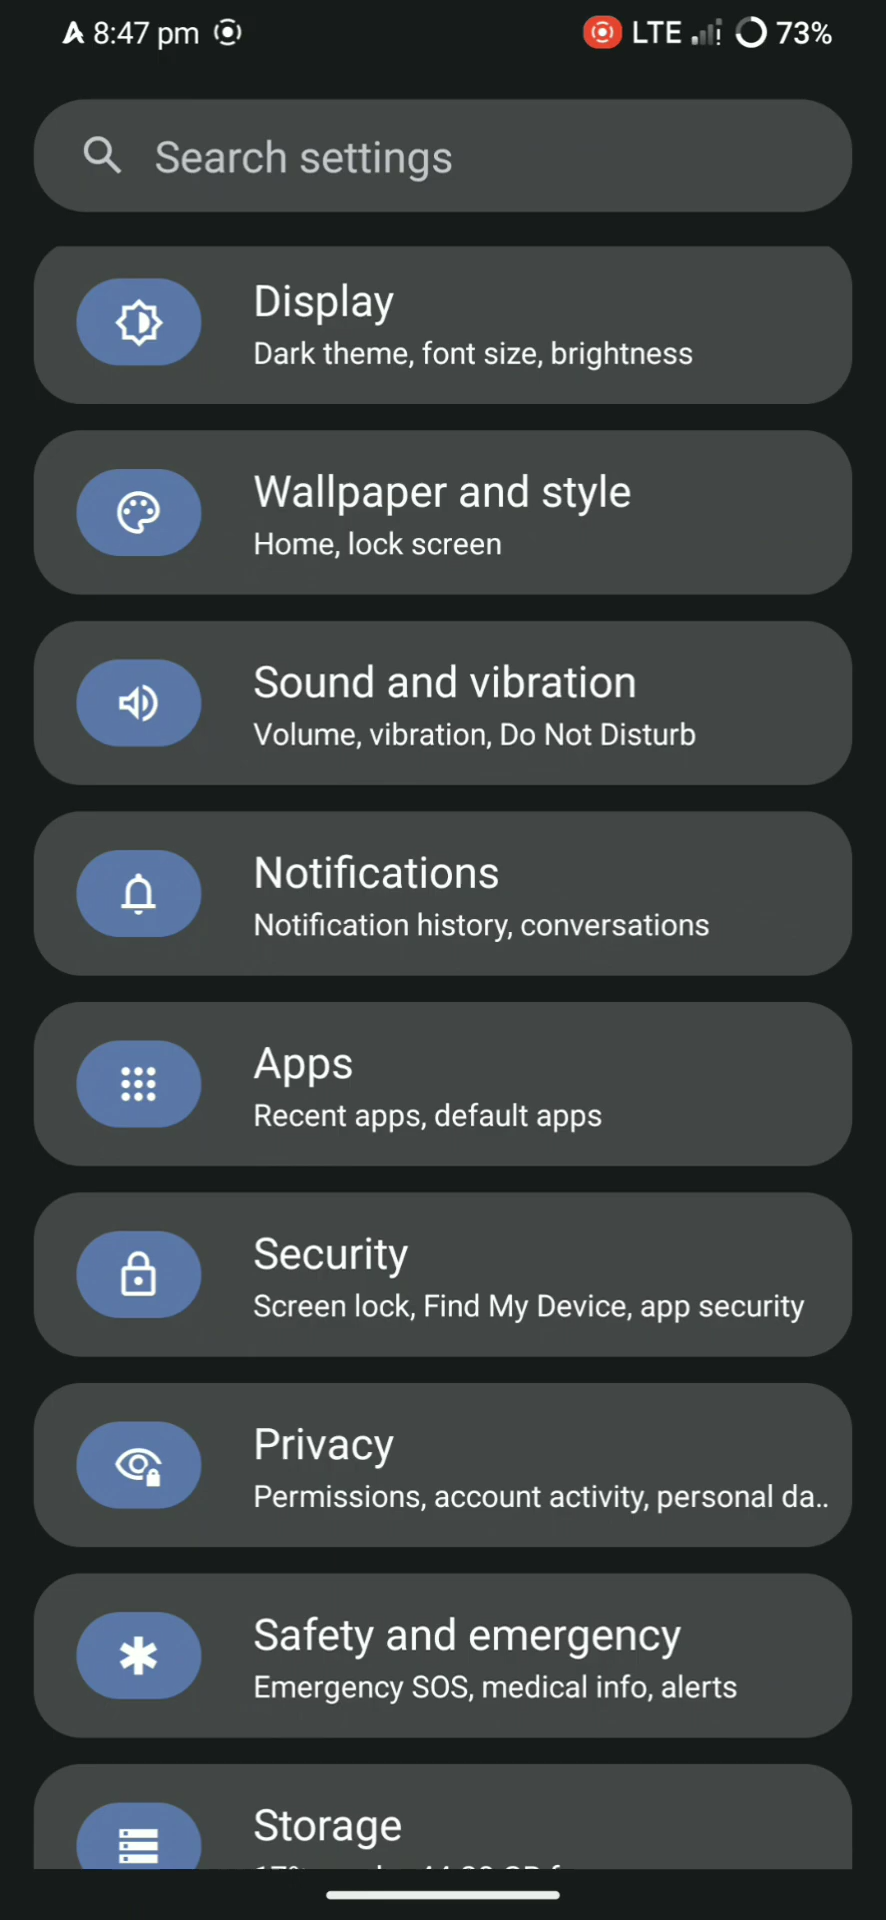 8:47 pm LTE 73%
Search settings
Display
Dark theme, font size, brightness
Wallpaper and style
Home, lock screen
Sound and vibration
Volume, vibration, Do Not Disturb
Notifications
Notification history, conversations
Apps
Recent apps, default apps
Security
Screen lock, Find My Device, app security
Privacy
Permissions, account activity, personal da..
Safety and emergency
Emergency SOS, medical info, alerts
Storage